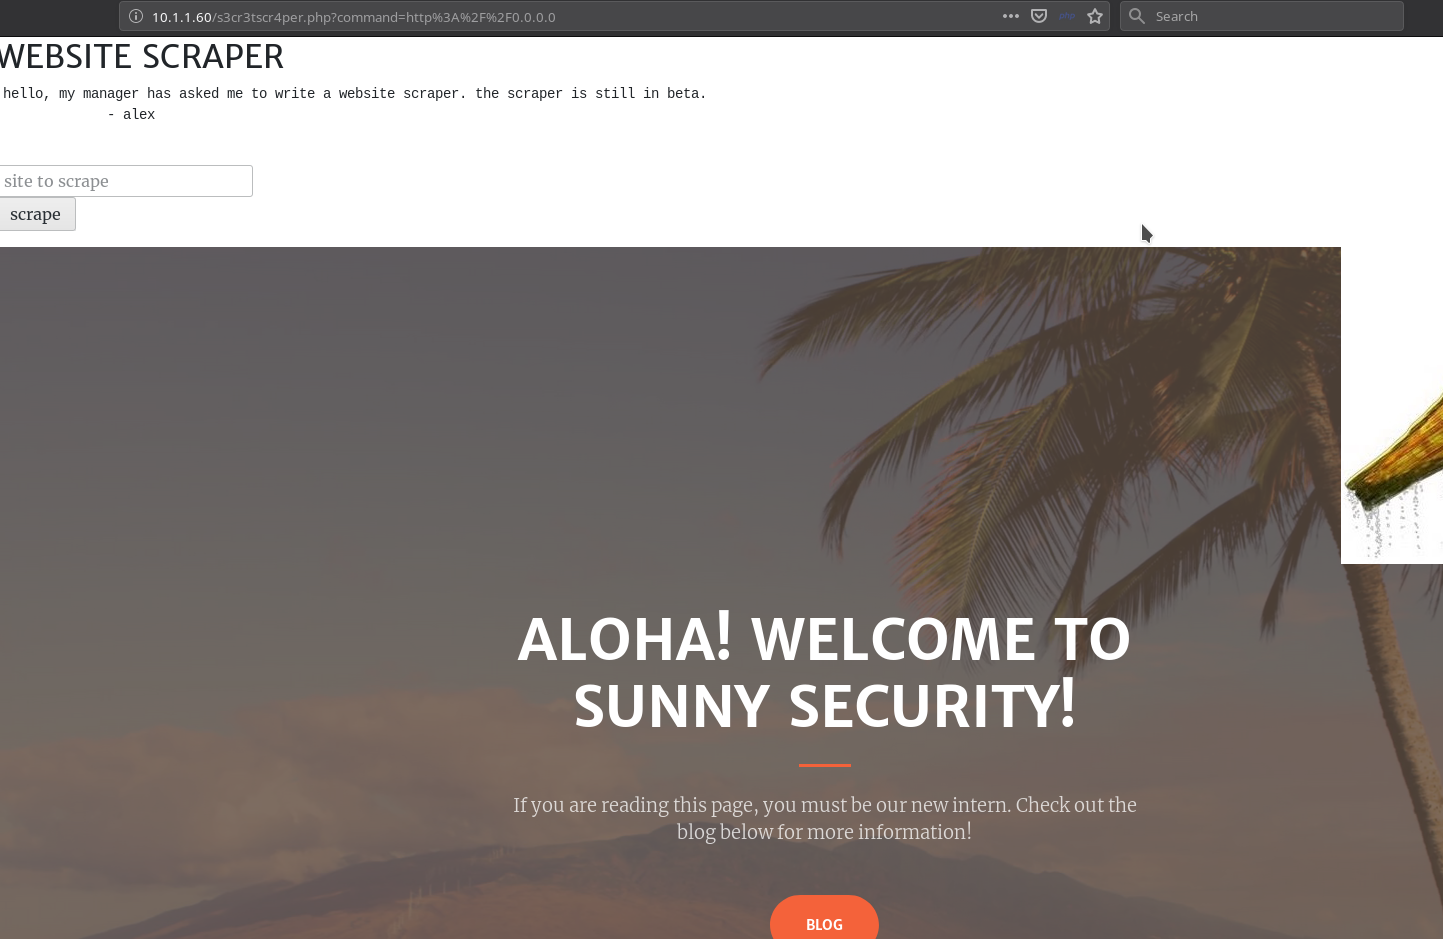 10.1.1.60/s3cr3tscr4per.php?command=http%3A%2F%2F0.0.0.0
Search
WEBSITE SCRAPER
hello, my manager has asked me to write a website scraper. the scraper is still in beta.
- alex
site to scrape
scrape
ALOHA! WELCOME TO
SUNNY SECURITY!
If you are reading this page, you must be our new intern. Check out the
blog below for more information!
BLOG